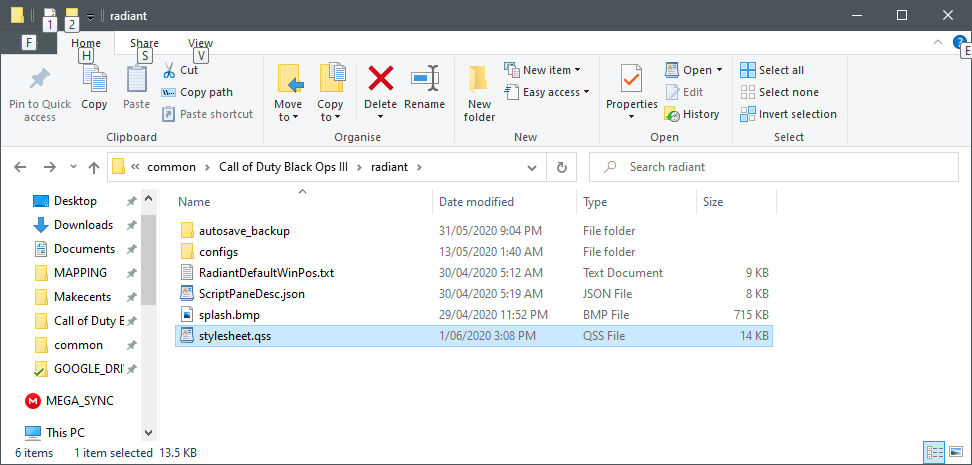 1 2 radiant
F Home Share View
H S V E
Pin to Quick access
Copy
Paste
Cut
Copy path
Paste shortcut
Clipboard
Move to
Copy to
Delete
Rename
Organise
New folder
New item
Easy access
New
Properties
Open
Edit
History
Open
Select all
Select none
Invert selection
Select
« common > Call of Duty Black Ops III > radiant >
Search radiant
Desktop
Downloads
Documents
MAPPING
Makecents
Call of Duty B
common
GOOGLE_DRI
MEGA_SYNC
This PC
Name Date modified Type Size
autosave_backup 31/05/2020 9:04 PM File folder
configs 13/05/2020 1:40 AM File folder
RadiantDefaultWinPos.txt 30/04/2020 5:12 AM Text Document 9 KB
ScriptPaneDesc.json 30/04/2020 5:19 AM JSON File 8 KB
splash.bmp 29/04/2020 11:52 PM BMP File 715 KB
stylesheet.qss 1/06/2020 3:08 PM QSS File 14 KB
6 items 1 item selected 13.5 KB